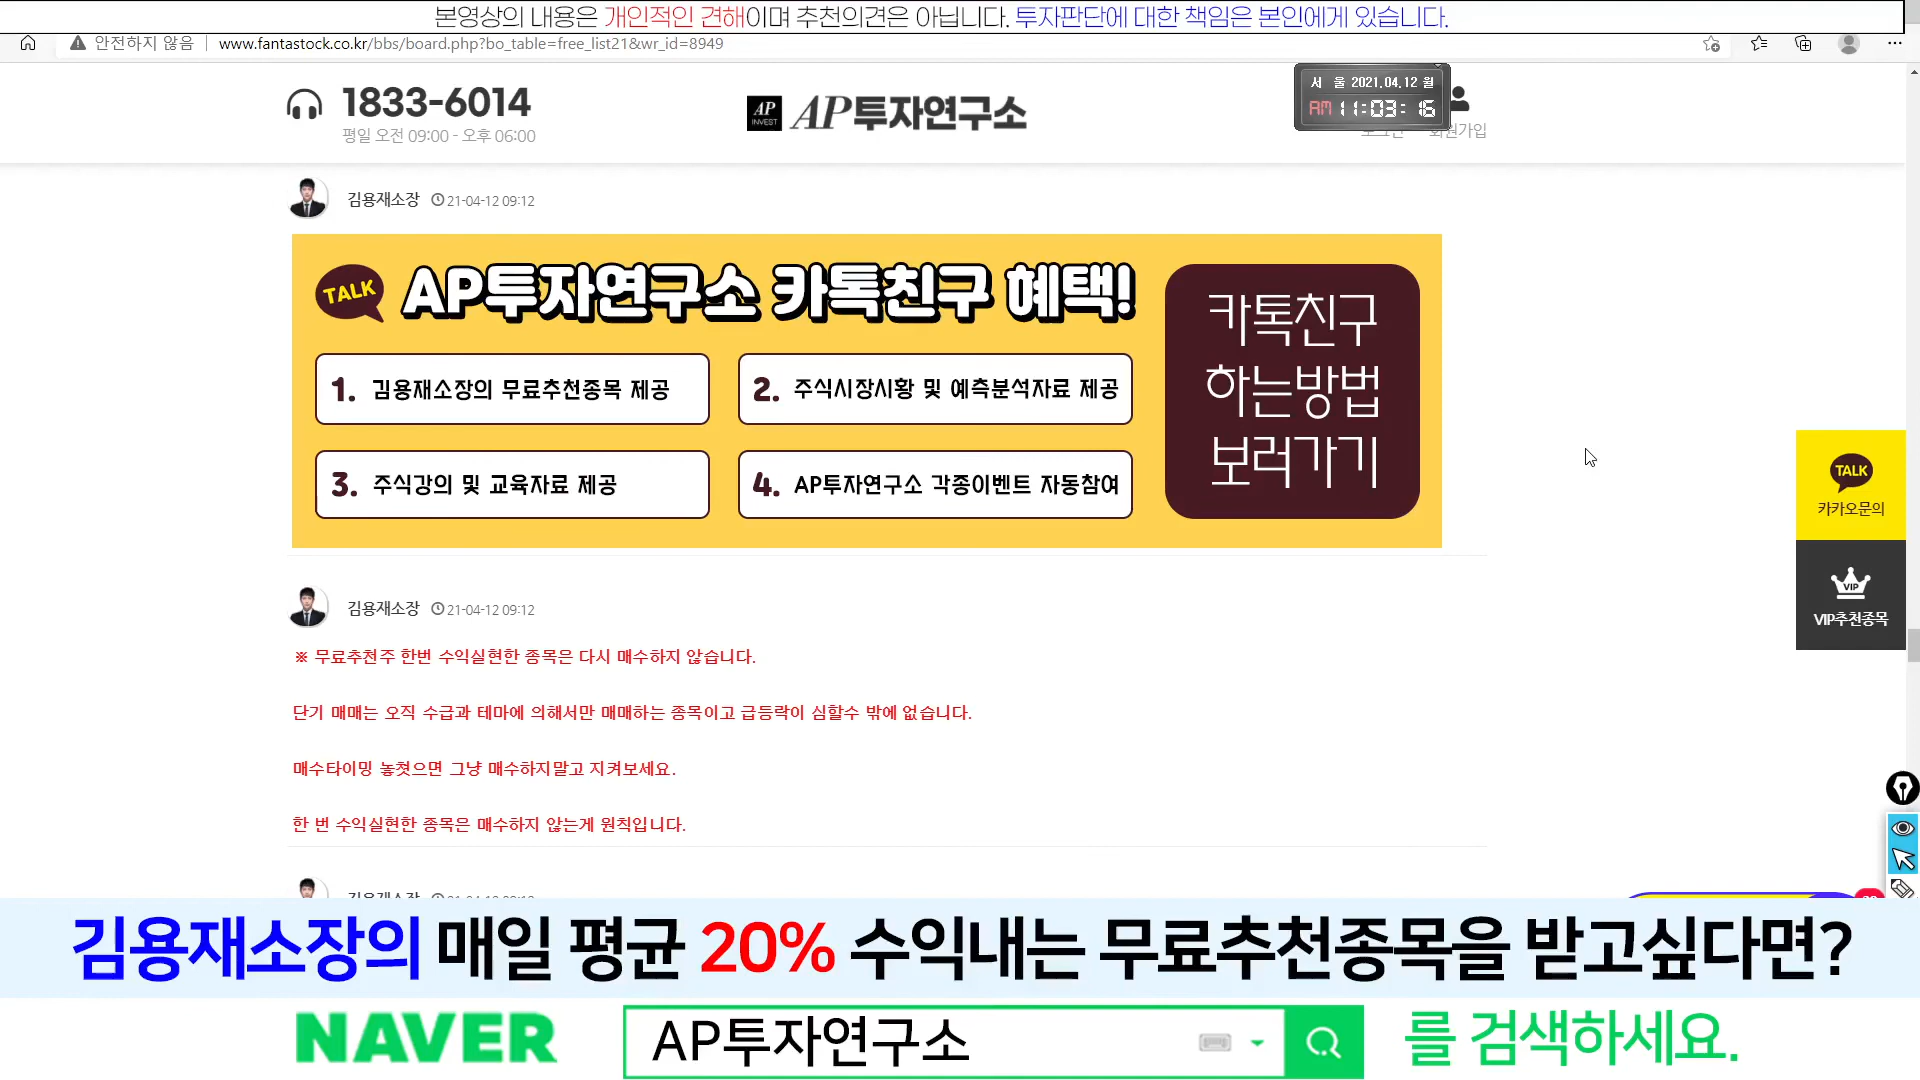 본영상의 내용은 개인적인 견해이며 추천의견은 아닙니다. 투자판단에 대한 책임은 본인에게 있습니다.
안전하지 않음 www.fantastock.co.kr/bbs/board.php?bo_table=free_list21&wr_id=8949
1833-6014
평일 오전 09:00 - 오후 06:00
AP INVEST AP투자연구소
서울 2021.04.12 월
AM 11:03:16
로그인 회원가입
김용재소장 21-04-12 09:12
TALK AP투자연구소 카톡친구 혜택!
1. 김용재소장의 무료추천종목 제공
2. 주식시장시황 및 예측분석자료 제공
3. 주식강의 및 교육자료 제공
4. AP투자연구소 각종이벤트 자동참여
카톡친구
하는방법
보러가기
TALK
카카오문의
VIP
VIP추천종목
김용재소장 21-04-12 09:12
※ 무료추천주 한번 수익실현한 종목은 다시 매수하지 않습니다.
단기 매매는 오직 수급과 테마에 의해서만 매매하는 종목이고 급등락이 심할수 밖에 없습니다.
매수타이밍 놓쳤으면 그냥 매수하지말고 지켜보세요.
한 번 수익실현한 종목은 매수하지 않는게 원칙입니다.
김용재소장의 매일 평균 20% 수익내는 무료추천종목을 받고싶다면?
NAVER AP투자연구소 를 검색하세요.